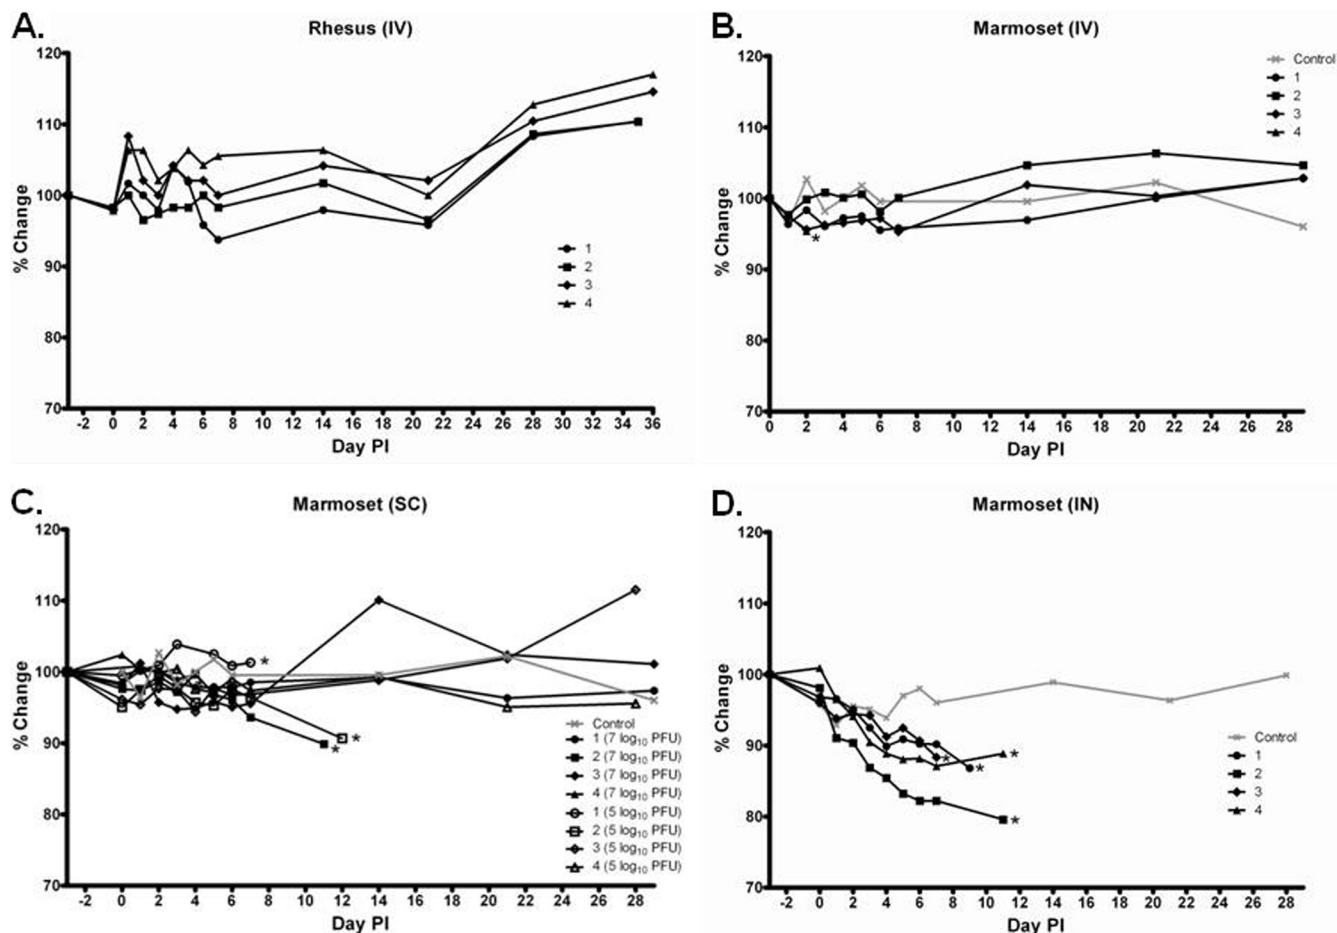 A.
Rhesus (IV)
% Change
120
110
100
90
80
70
-2 0 2 4 6 8 10 12 14 16 18 20 22 24 26 28 30 32 34 36
Day PI
1
2
3
4
B.
Marmoset (IV)
% Change
120
110
100
90
80
70
0 2 4 6 8 10 12 14 16 18 20 22 24 26 28
Day PI
Control
1
2
3
4
*
C.
Marmoset (SC)
% Change
120
110
100
90
80
70
-2 0 2 4 6 8 10 12 14 16 18 20 22 24 26 28
Day PI
Control
1 (7 log10 PFU)
2 (7 log10 PFU)
3 (7 log10 PFU)
4 (7 log10 PFU)
1 (5 log10 PFU)
2 (5 log10 PFU)
3 (5 log10 PFU)
4 (5 log10 PFU)
*
*
*
D.
Marmoset (IN)
% Change
120
110
100
90
80
70
-2 0 2 4 6 8 10 12 14 16 18 20 22 24 26 28
Day PI
Control
1
2
3
4
*
*
*
*